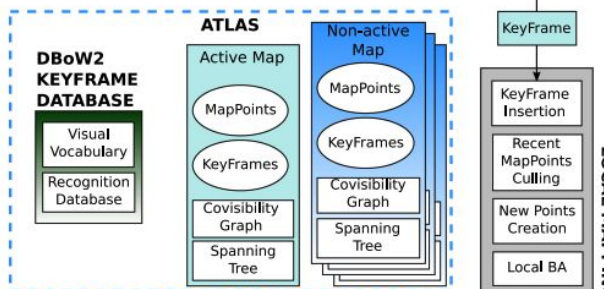 ATLAS
DBoW2
KEYFRAME
DATABASE
Visual
Vocabulary
Recognition
Database
Active Map
MapPoints
KeyFrames
Covisibility
Graph
Spanning
Tree
Non-active
Map
MapPoints
KeyFrames
Covisibility
Graph
Spanning
Tree
KeyFrame
KeyFrame
Insertion
Recent
MapPoints
Culling
New Points
Creation
Local BA